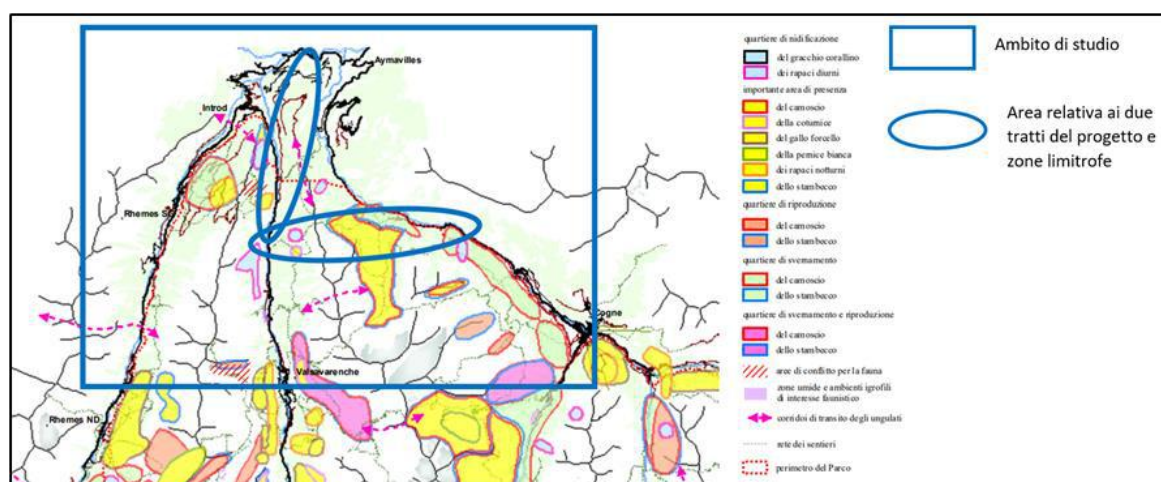 Aymavilles
Introd
Rhemes SG
Cogne
Valsavarenche
Rhemes ND
quartiere di nidificazione
del gracchio corallino
dei rapaci diurni
importante area di presenza
del camoscio
della coturnice
del gallo forcello
della pernice bianca
dei rapaci notturni
dello stambecco
quartiere di riproduzione
del camoscio
dello stambecco
quartiere di svernamento
del camoscio
dello stambecco
quartiere di svernamento e riproduzione
del camoscio
dello stambecco
aree di conflitto per la fauna
zone umide e ambienti igrofili
di interesse faunistico
corridoi di transito degli ungulati
rete dei sentieri
perimetro del Parco
Ambito di studio
Area relativa ai due
tratti del progetto e
zone limitrofe